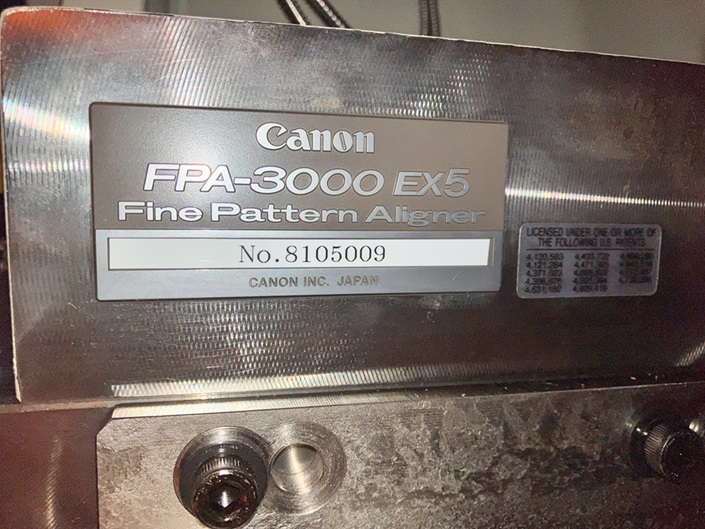 Canon
FPA-3000 EX5
Fine Pattern Aligner
No.8105009
CANON INC. JAPAN
LICENSED UNDER ONE OR MORE OF
THE FOLLOWING U.S. PATENTS